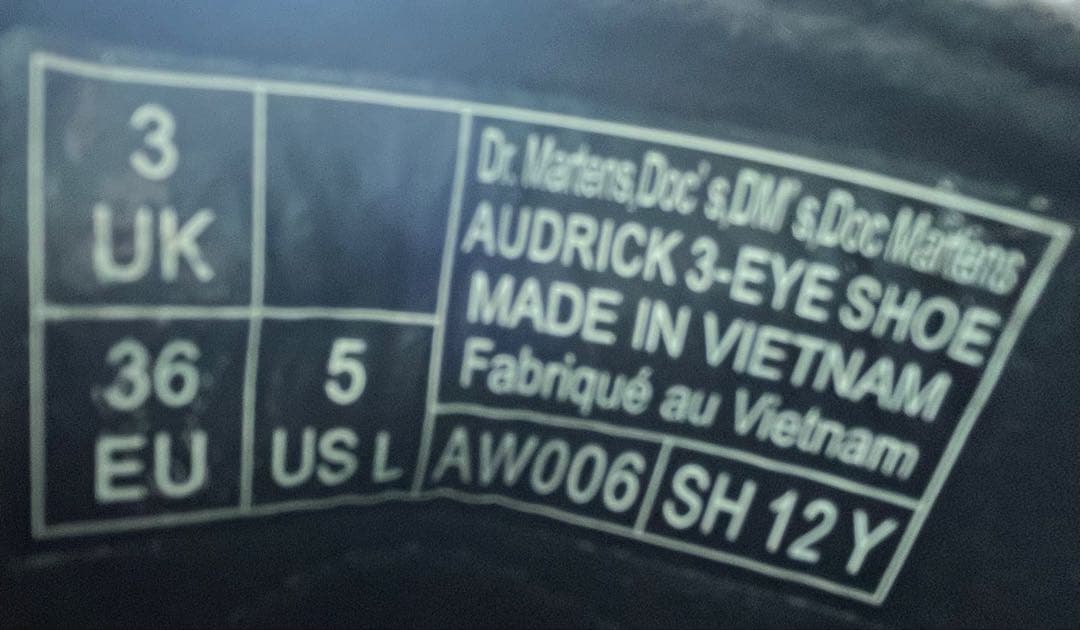 3
UK
36
EU
5
US L
Dr. Martens,Doc's,DM's,Doc Martens
AUDRICK 3-EYE SHOE
MADE IN VIETNAM
Fabriqué au Vietnam
AW006
SH 12 Y